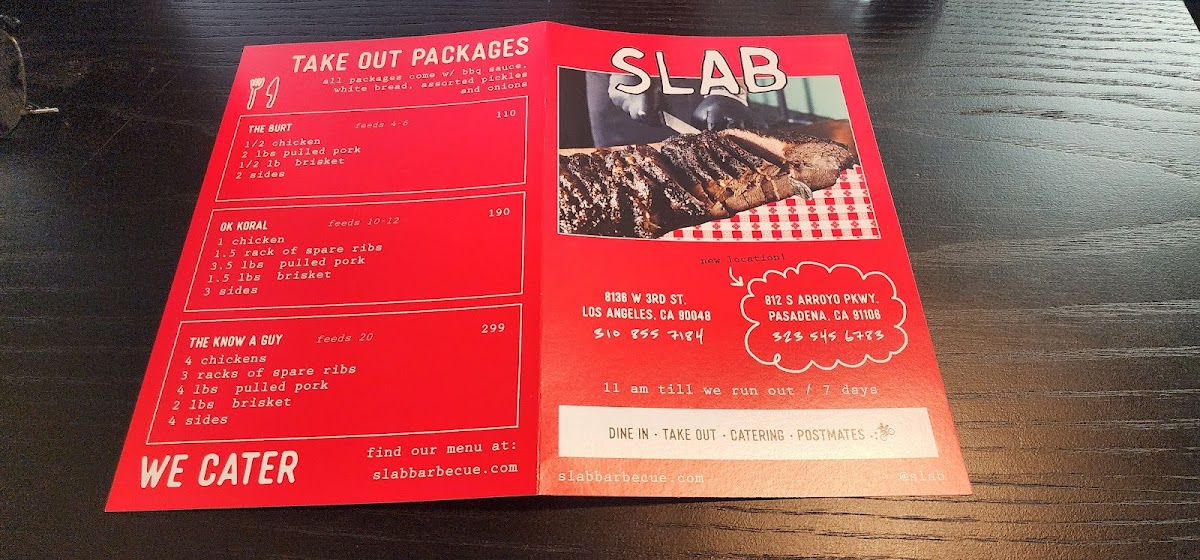 TAKE OUT PACKAGES
all packages come w/ bbq sauce,
white bread, assorted pickles
and onions
THE BURT feeds 4-6 110
1/2 chicken
2 lbs pulled pork
1/2 lb brisket
2 sides
OK KORAL feeds 10-12 190
1 chicken
1.5 rack of spare ribs
3.5 lbs pulled pork
1.5 lbs brisket
3 sides
THE KNOW A GUY feeds 20 299
4 chickens
3 racks of spare ribs
4 lbs pulled pork
2 lbs brisket
4 sides
WE CATER
find our menu at:
slabbarbecue.com
SLAB
new location!
8136 W 3RD ST.
LOS ANGELES, CA 90048
310 855 7184
812 S ARROYO PKWY.
PASADENA, CA 91106
323 545 6783
11 am till we run out / 7 days
DINE IN · TAKE OUT · CATERING · POSTMATES
slabbarbecue.com
@slab